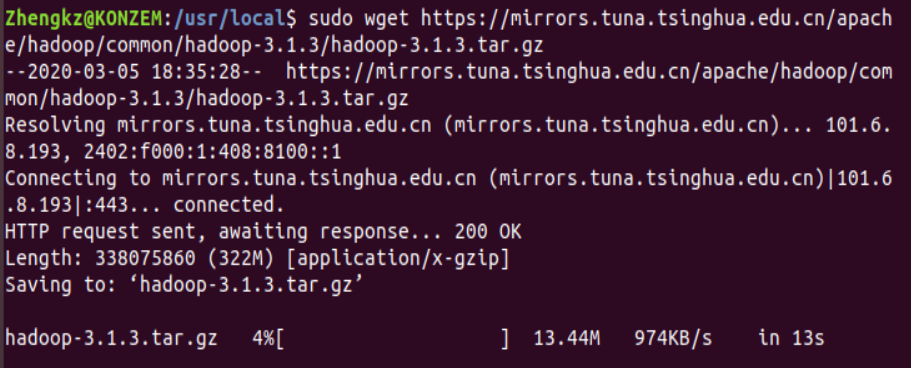 Zhengkz@KONZEM:/usr/local$ sudo wget https://mirrors.tuna.tsinghua.edu.cn/apach
e/hadoop/common/hadoop-3.1.3/hadoop-3.1.3.tar.gz
--2020-03-05 18:35:28--  https://mirrors.tuna.tsinghua.edu.cn/apache/hadoop/com
mon/hadoop-3.1.3/hadoop-3.1.3.tar.gz
Resolving mirrors.tuna.tsinghua.edu.cn (mirrors.tuna.tsinghua.edu.cn)... 101.6.
8.193, 2402:f000:1:408:8100::1
Connecting to mirrors.tuna.tsinghua.edu.cn (mirrors.tuna.tsinghua.edu.cn)|101.6
.8.193|:443... connected.
HTTP request sent, awaiting response... 200 OK
Length: 338075860 (322M) [application/x-gzip]
Saving to: ‘hadoop-3.1.3.tar.gz’
hadoop-3.1.3.tar.gz   4%[                    ]  13.44M   974KB/s    in 13s